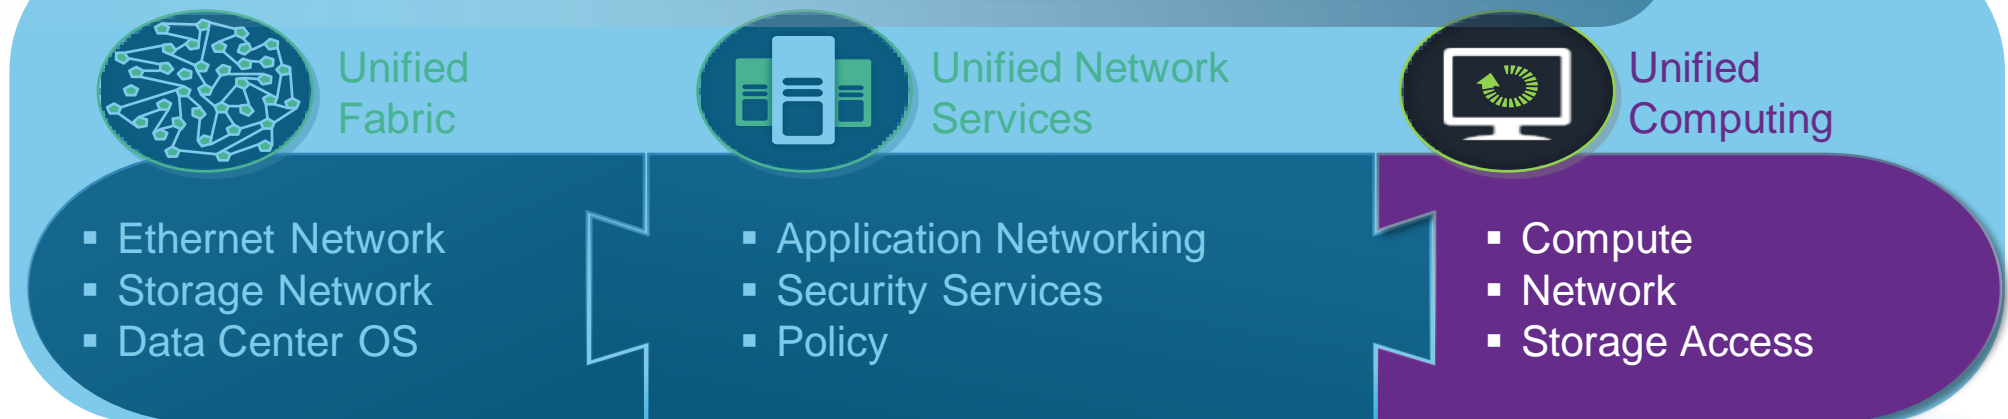 Unified
Fabric
▪ Ethernet Network
▪ Storage Network
▪ Data Center OS
Unified Network
Services
▪ Application Networking
▪ Security Services
▪ Policy
Unified
Computing
▪ Compute
▪ Network
▪ Storage Access